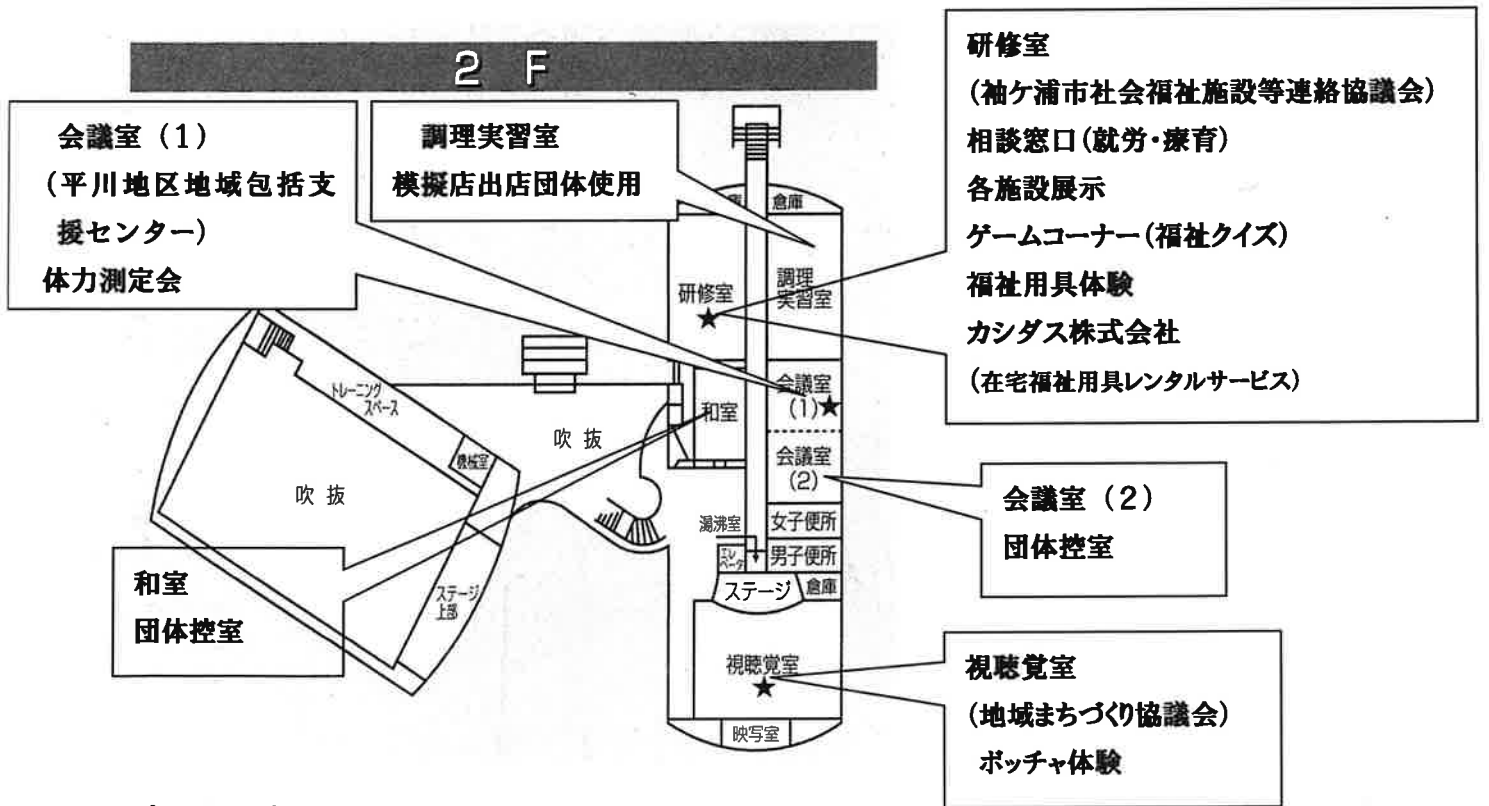 2 F
会議室 (1)
(平川地区地域包括支
援センター)
体力測定会
調理実習室
模擬店出店団体使用
研修室
(袖ケ浦市社会福祉施設等連絡協議会)
相談窓口(就労・療育)
各施設展示
ゲームコーナー(福祉クイズ)
福祉用具体験
カシダス株式会社
(在宅福祉用具レンタルサービス)
庫
倉庫
研修室
★
調理
実習室
会議室
(1)★
和室
会議室
(2)
トレーニング
スペース
機械室
吹 抜
吹 抜
ステージ
上部
湯沸室
女子便所
エレ
ベータ
男子便所
ステージ
倉庫
視聴覚室
★
映写室
和室
団体控室
会議室 (2)
団体控室
視聴覚室
(地域まちづくり協議会)
ボッチャ体験